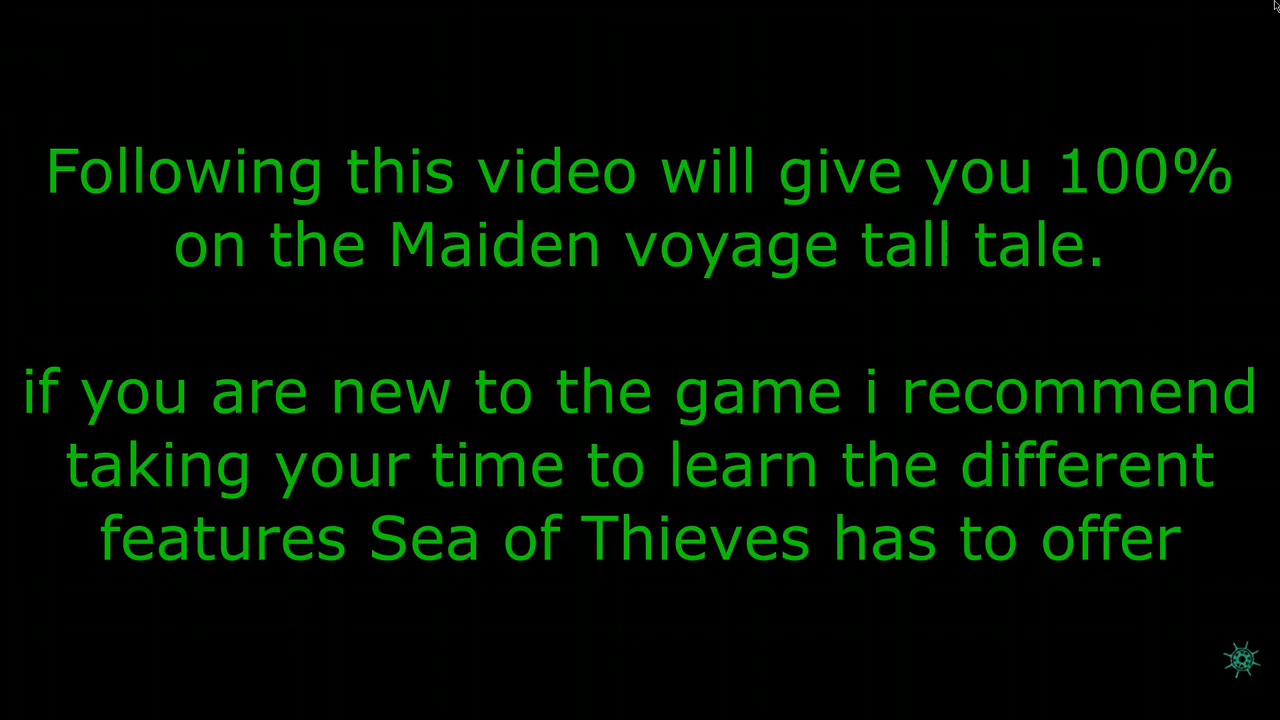 Following this video will give you 100%
on the Maiden voyage tall tale.
if you are new to the game i recommend
taking your time to learn the different
features Sea of Thieves has to offer